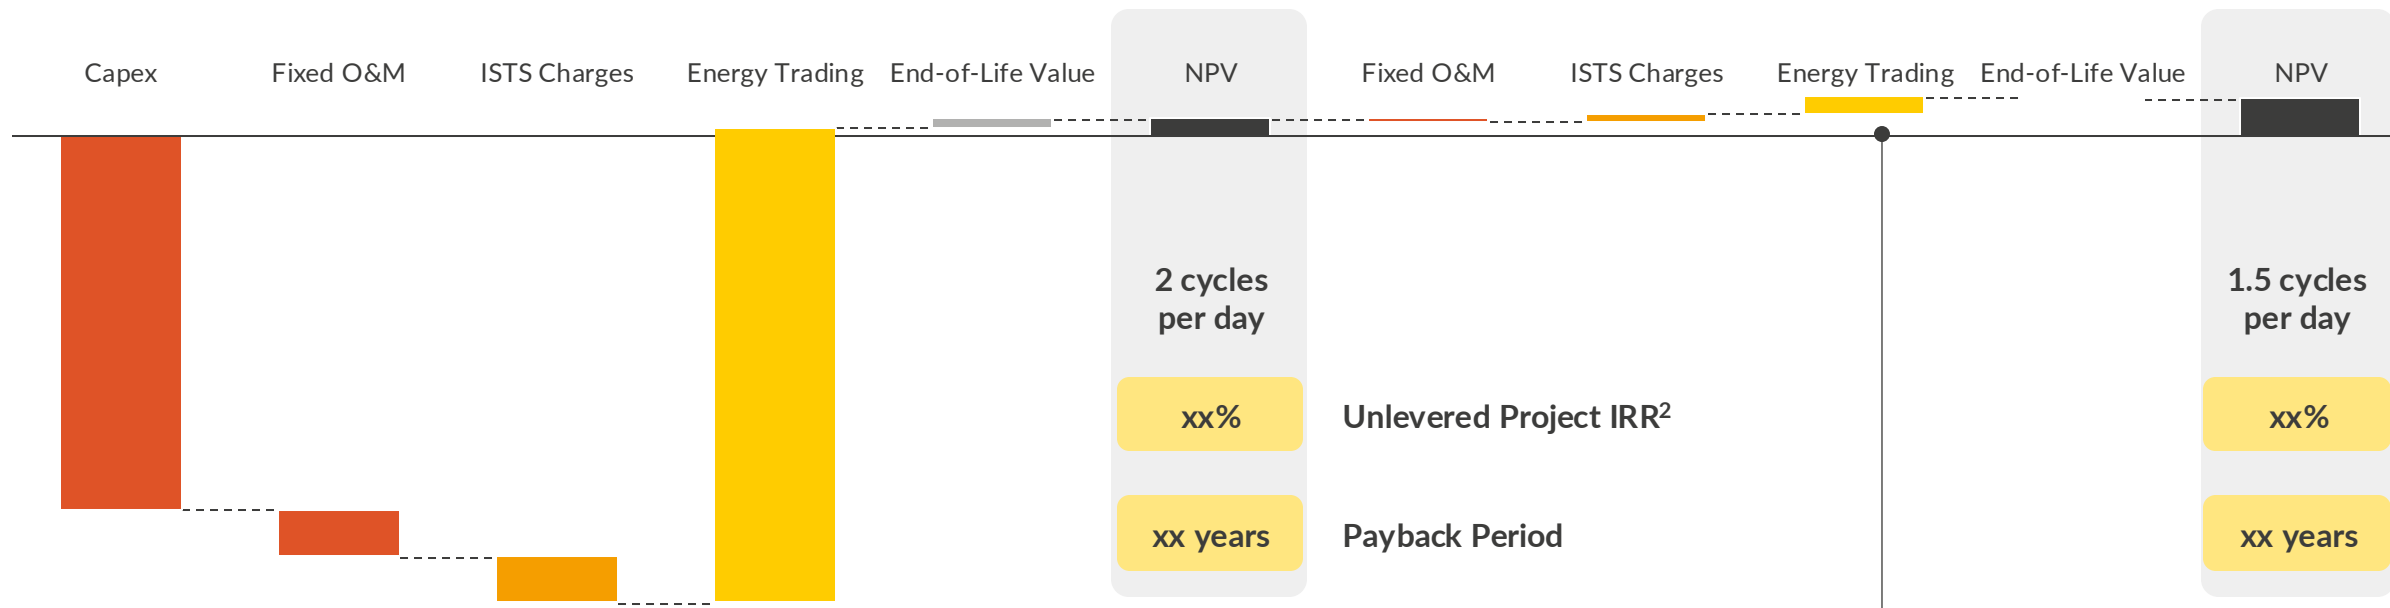 Capex Fixed O&M ISTS Charges Energy Trading End-of-Life Value NPV Fixed O&M ISTS Charges Energy Trading End-of-Life Value NPV
2 cycles
per day
1.5 cycles
per day
xx% Unlevered Project IRR² xx%
xx years Payback Period xx years